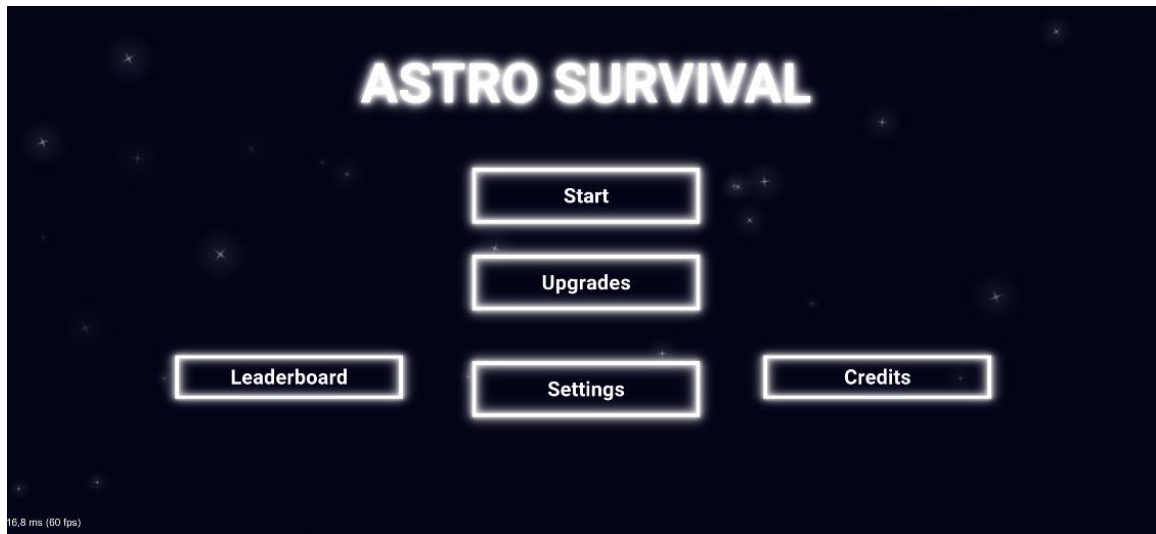 ASTRO SURVIVAL
Start
Upgrades
Leaderboard
Settings
Credits
16,8 ms (60 fps)